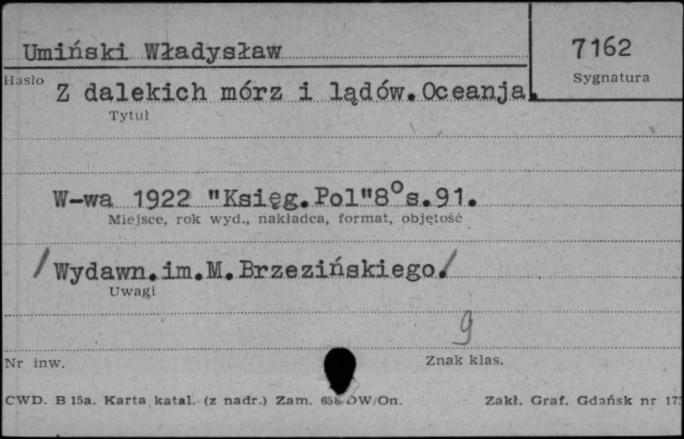 Umiński Władysław
7162
Hasło
Sygnatura
Z dalekich mórz i lądów. Oceanja.
Tytuł
W-wa 1922 "Księg.Pol"8° s.91.
Miejsce, rok wyd., nakładca, format, objętość
/Wydawn.im.M.Brzezińskiego/
Uwagi
9
Nr inw.
Znak klas.
CWD. B 15a. Karta katal. (z nadr.) Zam. DW/On.
Zakł. Graf. Gdańsk nr